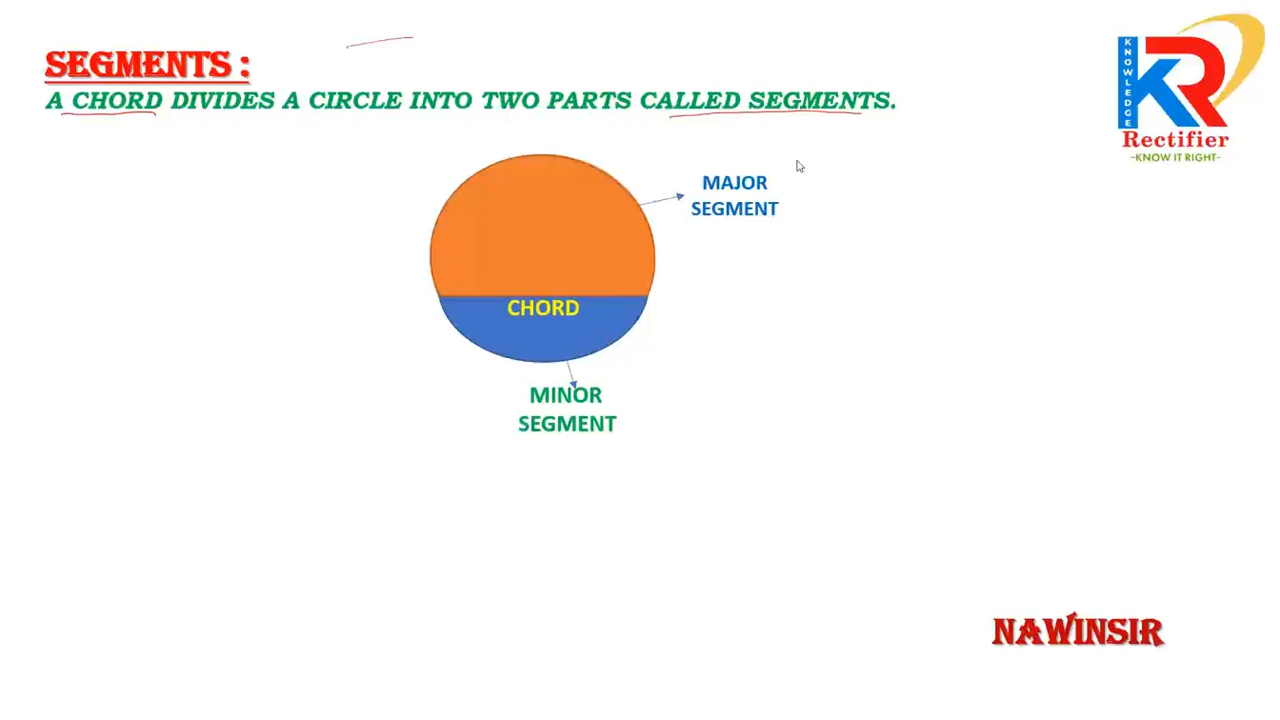 SEGMENTS :
A CHORD DIVIDES A CIRCLE INTO TWO PARTS CALLED SEGMENTS.
KNOWLEDGE
KR
Rectifier
-KNOW IT RIGHT-
MAJOR
SEGMENT
CHORD
MINOR
SEGMENT
NAWINSIR